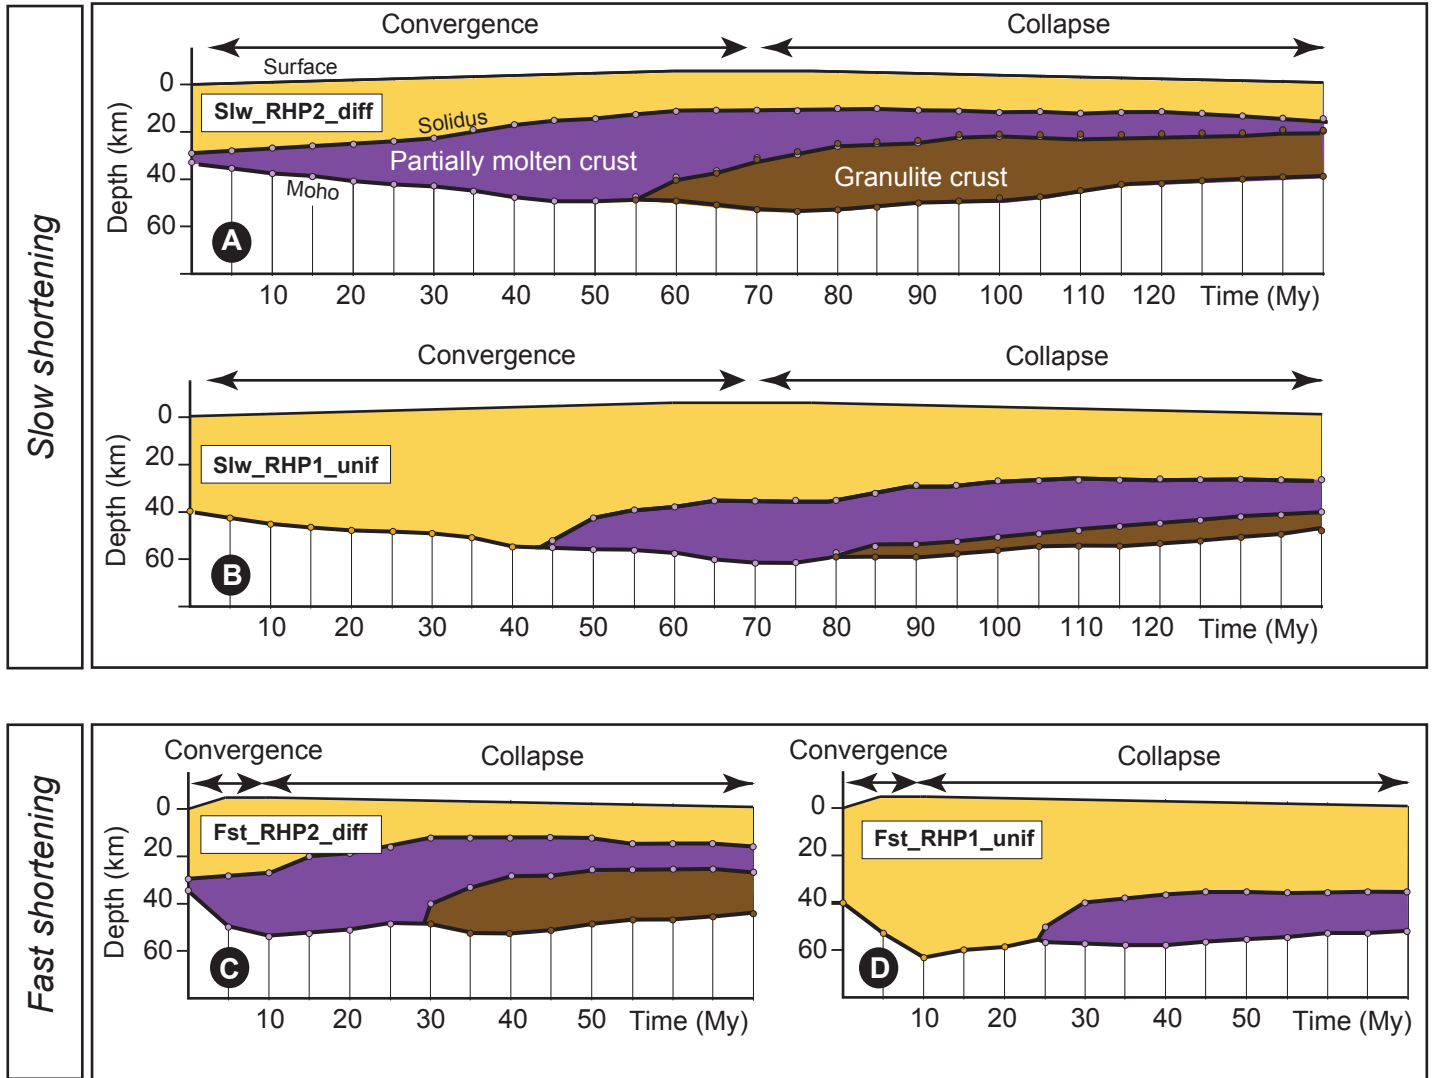 Slow shortening
Convergence Collapse
Surface
0
Slw_RHP2_diff
Solidus
20
Partially molten crust
Granulite crust
40
Moho
60
Depth (km)
A
10 20 30 40 50 60 70 80 90 100 110 120 Time (My)
Convergence Collapse
0
Slw_RHP1_unif
20
40
60
Depth (km)
B
10 20 30 40 50 60 70 80 90 100 110 120 Time (My)
Fast shortening
Convergence Collapse
0
Fst_RHP2_diff
20
40
60
Depth (km)
C
10 20 30 40 50 Time (My)
Convergence Collapse
0
Fst_RHP1_unif
20
40
60
D
10 20 30 40 50 Time (My)